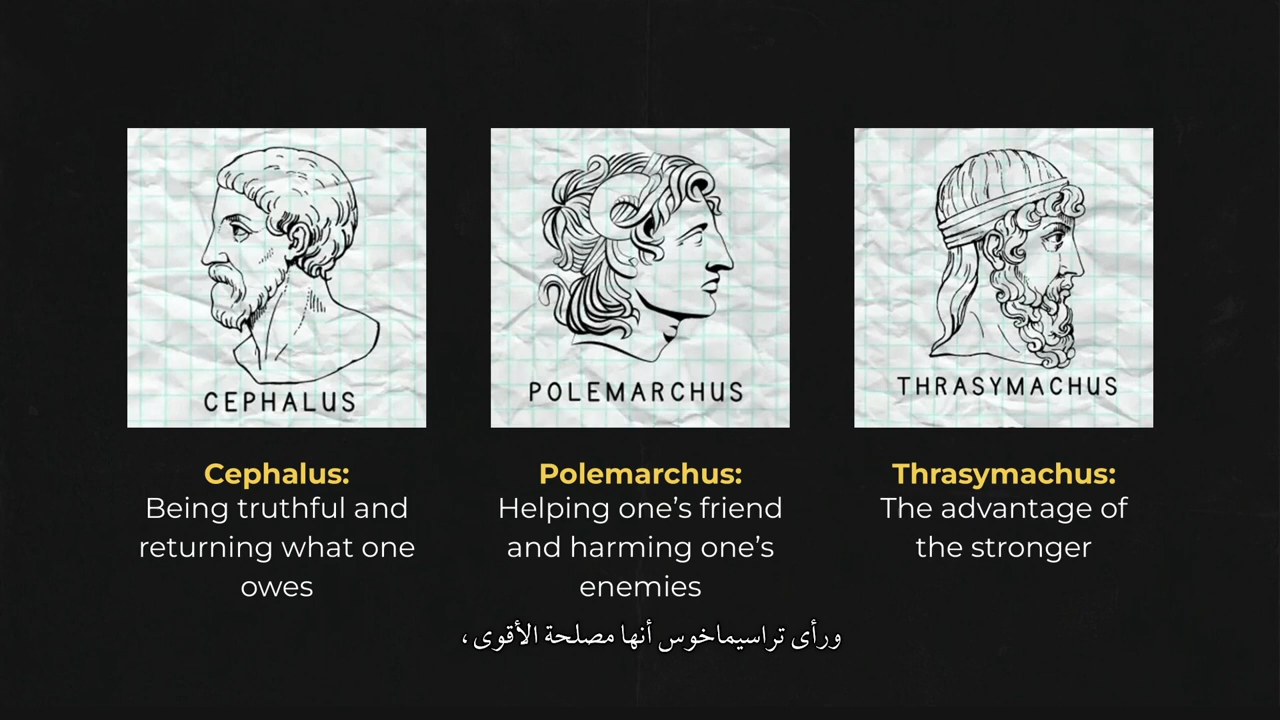 CEPHALUS
POLEMARCHUS
THRASYMACHUS
Cephalus:
Being truthful and
returning what one
owes
Polemarchus:
Helping one’s friend
and harming one’s
enemies
Thrasymachus:
The advantage of
the stronger
ورأى تراسيماخوس أنها مصلحة الأقوى ،